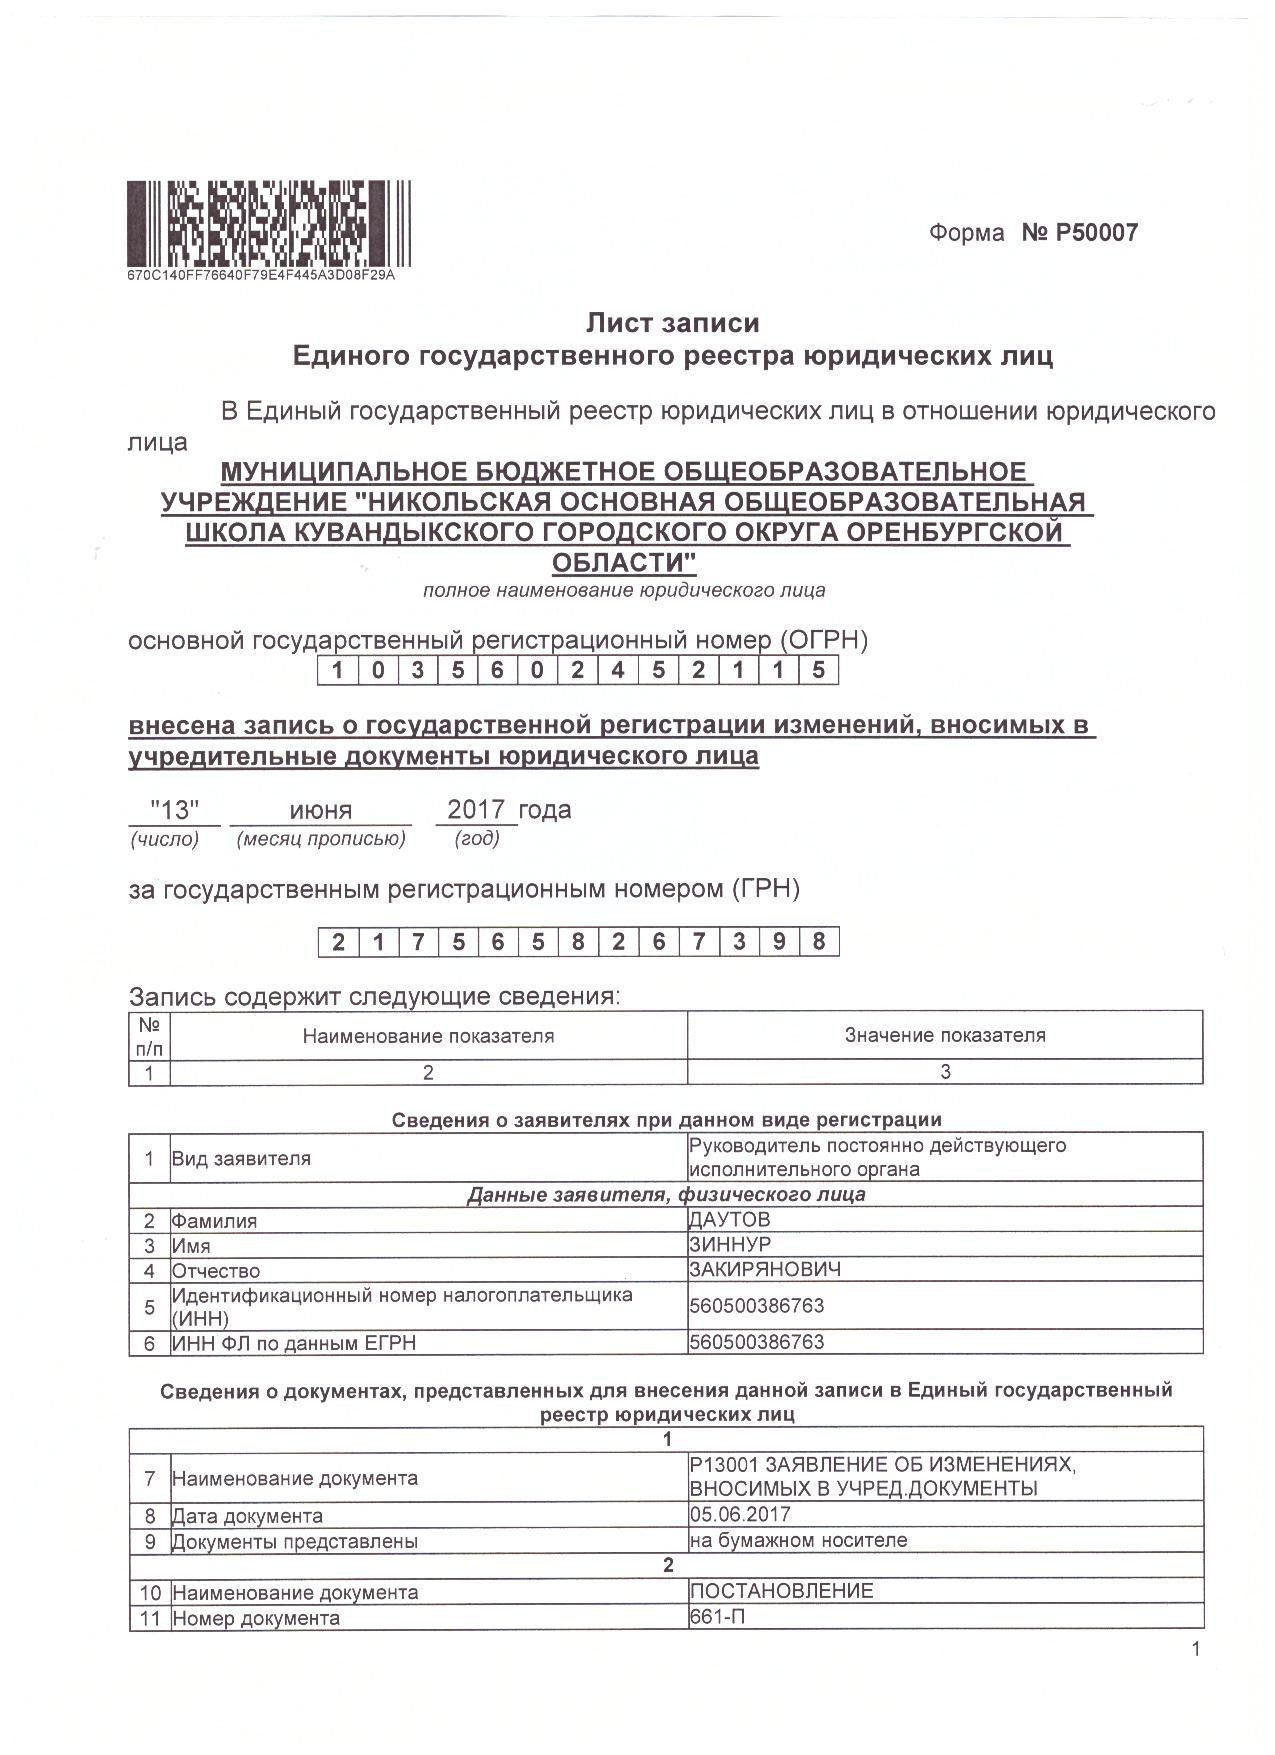 670C140FF76640F79E4F445A3D08F29A
Форма № Р50007
Лист записи
Единого государственного реестра юридических лиц
В Единый государственный реестр юридических лиц в отношении юридического
лица
МУНИЦИПАЛЬНОЕ БЮДЖЕТНОЕ ОБЩЕОБРАЗОВАТЕЛЬНОЕ
УЧРЕЖДЕНИЕ "НИКОЛЬСКАЯ ОСНОВНАЯ ОБЩЕОБРАЗОВАТЕЛЬНАЯ
ШКОЛА КУВАНДЫКСКОГО ГОРОДСКОГО ОКРУГА ОРЕНБУРГСКОЙ
ОБЛАСТИ"
полное наименование юридического лица
основной государственный регистрационный номер (ОГРН)
1 0 3 5 6 0 2 4 5 2 1 1 5
внесена запись о государственной регистрации изменений, вносимых в
учредительные документы юридического лица
"13" июня 2017 года
(число) (месяц прописью) (год)
за государственным регистрационным номером (ГРН)
2 1 7 5 6 5 8 2 6 7 3 9 8
Запись содержит следующие сведения:
№
п/п
Наименование показателя
Значение показателя
1 2 3
Сведения о заявителях при данном виде регистрации
1 Вид заявителя
Руководитель постоянно действующего
исполнительного органа
Данные заявителя, физического лица
2 Фамилия ДАУТОВ
3 Имя ЗИННУР
4 Отчество ЗАКИРЯНОВИЧ
5 Идентификационный номер налогоплательщика
(ИНН)
560500386763
6 ИНН ФЛ по данным ЕГРН 560500386763
Сведения о документах, представленных для внесения данной записи в Единый государственный
реестр юридических лиц
1
7 Наименование документа
Р13001 ЗАЯВЛЕНИЕ ОБ ИЗМЕНЕНИЯХ,
ВНОСИМЫХ В УЧРЕД.ДОКУМЕНТЫ
8 Дата документа 05.06.2017
9 Документы представлены на бумажном носителе
2
10 Наименование документа ПОСТАНОВЛЕНИЕ
11 Номер документа 661-П
1